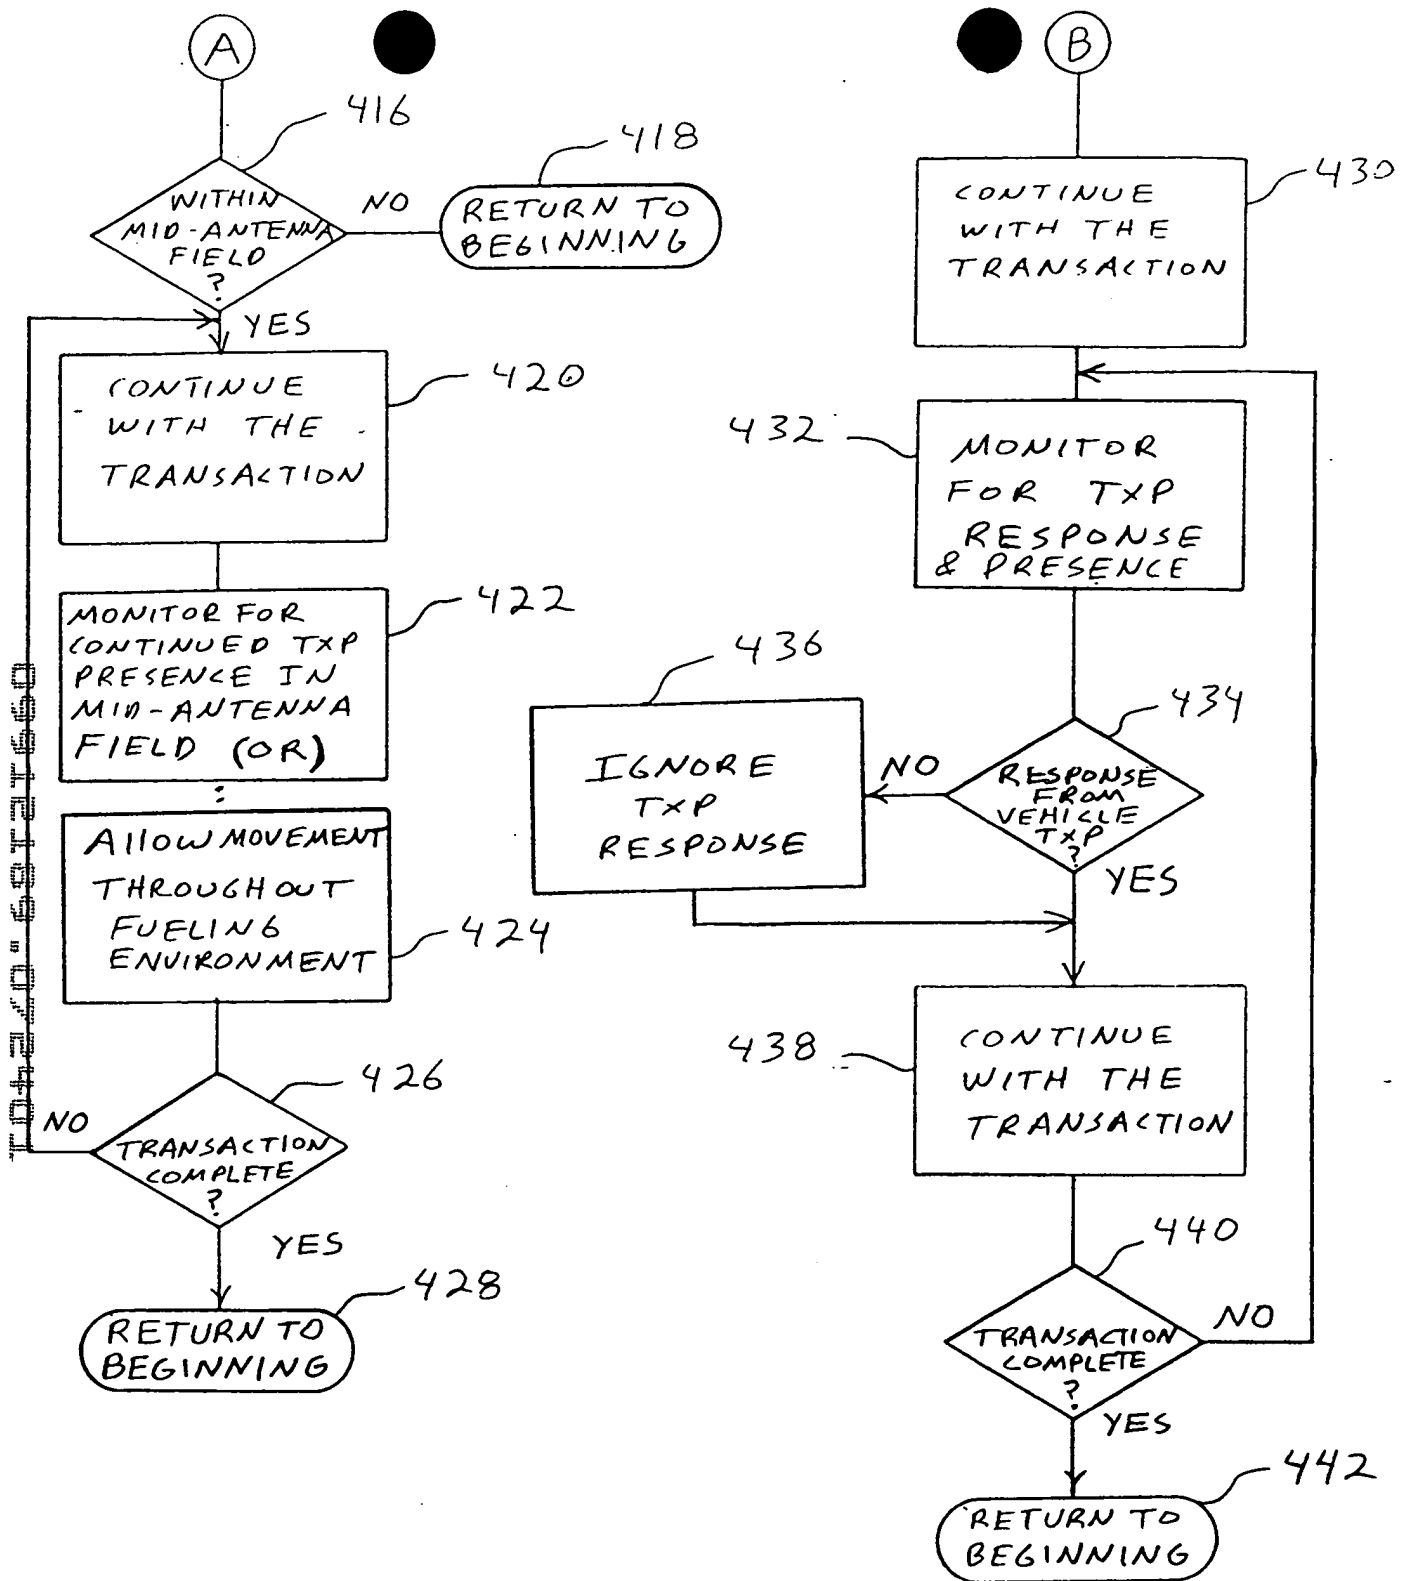 A
416
WITHIN
MID-ANTENNA
FIELD
?
NO
418
RETURN TO
BEGINNING
YES
420
CONTINUE
WITH THE
TRANSACTION
422
MONITOR FOR
CONTINUED TXP
PRESENCE IN
MID-ANTENNA
FIELD (OR)
AllOW MOVEMENT
THROUGHOUT
FUELING
ENVIRONMENT
424
426
NO
TRANSACTION
COMPLETE
?
YES
428
RETURN TO
BEGINNING
B
430
CONTINUE
WITH THE
TRANSACTION
432
MONITOR
FOR TXP
RESPONSE
& PRESENCE
436
IGNORE
TXP
RESPONSE
434
NO
RESPONSE
FROM
VEHICLE
TXP
?
YES
438
CONTINUE
WITH THE
TRANSACTION
440
TRANSACTION
COMPLETE
?
NO
YES
442
RETURN TO
BEGINNING